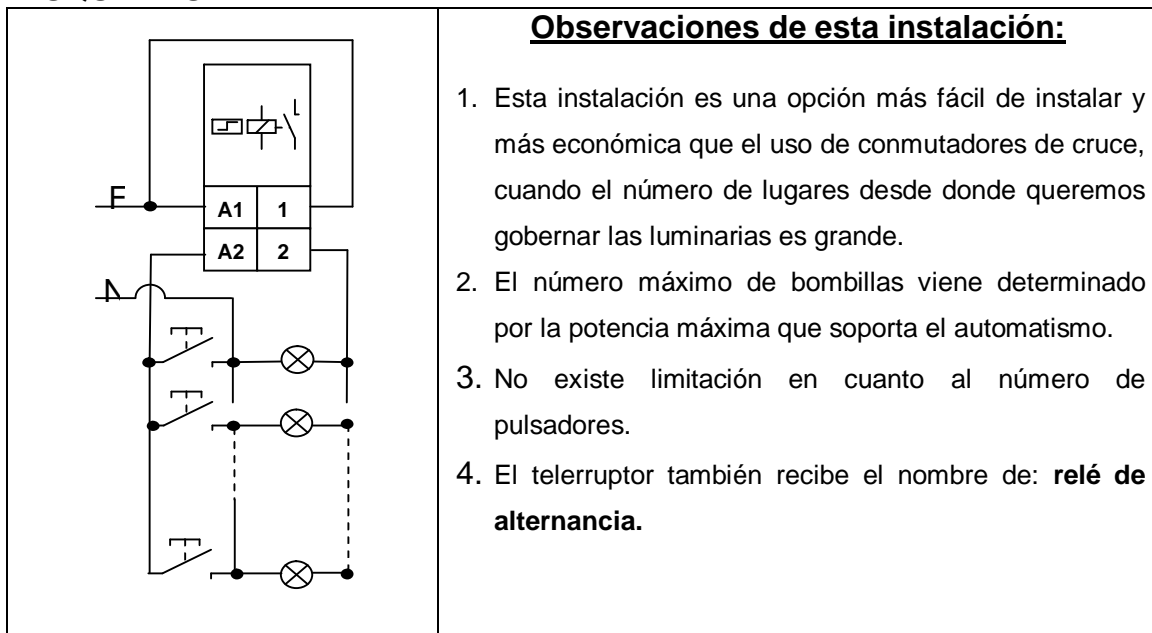 F
A1 1
A2 2
N
Observaciones de esta instalación:
1. Esta instalación es una opción más fácil de instalar y
más económica que el uso de conmutadores de cruce,
cuando el número de lugares desde donde queremos
gobernar las luminarias es grande.
2. El número máximo de bombillas viene determinado
por la potencia máxima que soporta el automatismo.
3. No existe limitación en cuanto al número de
pulsadores.
4. El telerruptor también recibe el nombre de: relé de
alternancia.